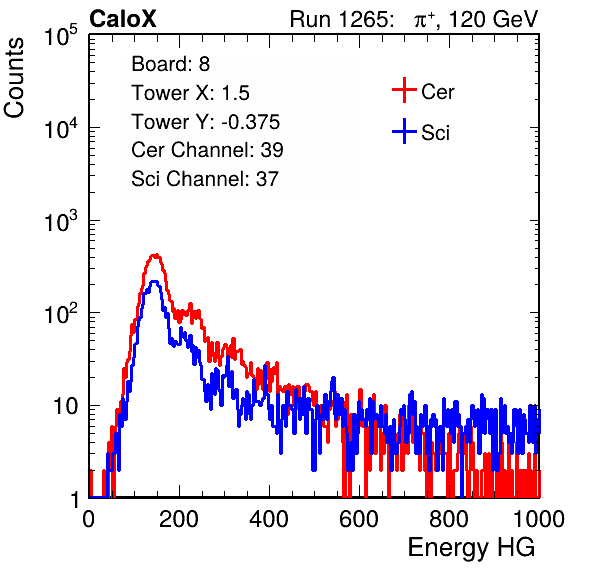 CaloX Run 1265: π⁺, 120 GeV
Counts
10⁵
10⁴
10³
10²
10
1
Board: 8
Tower X: 1.5
Tower Y: -0.375
Cer Channel: 39
Sci Channel: 37
Cer
Sci
0 200 400 600 800 1000
Energy HG